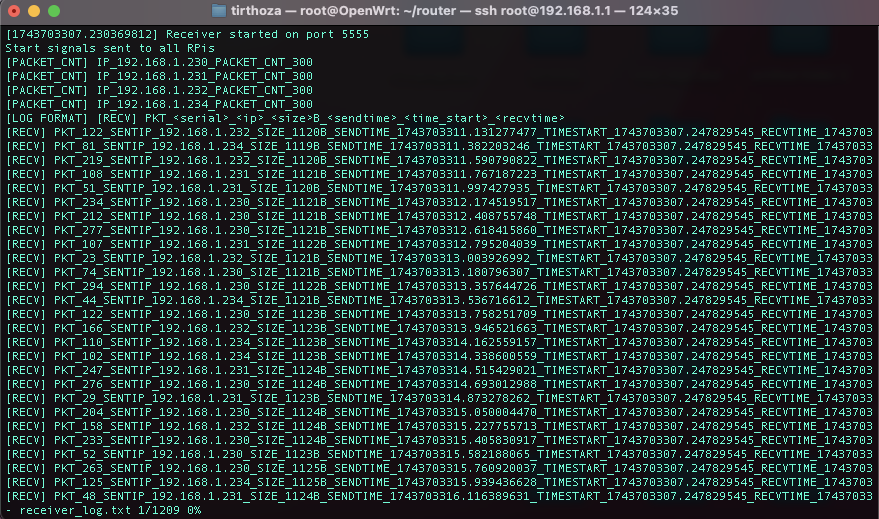 tirthoza — root@OpenWrt: ~/router — ssh root@192.168.1.1 — 124×35
[1743703307.230369812] Receiver started on port 5555
Start signals sent to all RPis
[PACKET_CNT] IP_192.168.1.230_PACKET_CNT_300
[PACKET_CNT] IP_192.168.1.231_PACKET_CNT_300
[PACKET_CNT] IP_192.168.1.232_PACKET_CNT_300
[PACKET_CNT] IP_192.168.1.234_PACKET_CNT_300
[LOG FORMAT] [RECV] PKT_<serial>_<ip>_<size>B_<sendtime>_<time_start>_<recvtime>
[RECV] PKT_122_SENTIP_192.168.1.232_SIZE_1120B_SENDTIME_1743703311.131277477_TIMESTART_1743703307.247829545_RECVTIME_1743703
[RECV] PKT_81_SENTIP_192.168.1.234_SIZE_1119B_SENDTIME_1743703311.382203246_TIMESTART_1743703307.247829545_RECVTIME_17437033
[RECV] PKT_219_SENTIP_192.168.1.232_SIZE_1120B_SENDTIME_1743703311.590790822_TIMESTART_1743703307.247829545_RECVTIME_1743703
[RECV] PKT_108_SENTIP_192.168.1.231_SIZE_1121B_SENDTIME_1743703311.767187223_TIMESTART_1743703307.247829545_RECVTIME_1743703
[RECV] PKT_51_SENTIP_192.168.1.231_SIZE_1120B_SENDTIME_1743703311.997427935_TIMESTART_1743703307.247829545_RECVTIME_17437033
[RECV] PKT_234_SENTIP_192.168.1.230_SIZE_1121B_SENDTIME_1743703312.174519517_TIMESTART_1743703307.247829545_RECVTIME_1743703
[RECV] PKT_212_SENTIP_192.168.1.230_SIZE_1121B_SENDTIME_1743703312.408755748_TIMESTART_1743703307.247829545_RECVTIME_1743703
[RECV] PKT_277_SENTIP_192.168.1.230_SIZE_1121B_SENDTIME_1743703312.618415860_TIMESTART_1743703307.247829545_RECVTIME_1743703
[RECV] PKT_107_SENTIP_192.168.1.231_SIZE_1122B_SENDTIME_1743703312.795204039_TIMESTART_1743703307.247829545_RECVTIME_1743703
[RECV] PKT_23_SENTIP_192.168.1.232_SIZE_1121B_SENDTIME_1743703313.003926992_TIMESTART_1743703307.247829545_RECVTIME_17437033
[RECV] PKT_74_SENTIP_192.168.1.230_SIZE_1121B_SENDTIME_1743703313.180796307_TIMESTART_1743703307.247829545_RECVTIME_17437033
[RECV] PKT_294_SENTIP_192.168.1.230_SIZE_1122B_SENDTIME_1743703313.357644726_TIMESTART_1743703307.247829545_RECVTIME_1743703
[RECV] PKT_44_SENTIP_192.168.1.234_SIZE_1121B_SENDTIME_1743703313.536716612_TIMESTART_1743703307.247829545_RECVTIME_17437033
[RECV] PKT_122_SENTIP_192.168.1.230_SIZE_1123B_SENDTIME_1743703313.758251709_TIMESTART_1743703307.247829545_RECVTIME_1743703
[RECV] PKT_166_SENTIP_192.168.1.232_SIZE_1123B_SENDTIME_1743703313.946521663_TIMESTART_1743703307.247829545_RECVTIME_1743703
[RECV] PKT_110_SENTIP_192.168.1.234_SIZE_1123B_SENDTIME_1743703314.162559157_TIMESTART_1743703307.247829545_RECVTIME_1743703
[RECV] PKT_102_SENTIP_192.168.1.234_SIZE_1123B_SENDTIME_1743703314.338600559_TIMESTART_1743703307.247829545_RECVTIME_1743703
[RECV] PKT_247_SENTIP_192.168.1.231_SIZE_1124B_SENDTIME_1743703314.515429021_TIMESTART_1743703307.247829545_RECVTIME_1743703
[RECV] PKT_276_SENTIP_192.168.1.230_SIZE_1124B_SENDTIME_1743703314.693012988_TIMESTART_1743703307.247829545_RECVTIME_1743703
[RECV] PKT_29_SENTIP_192.168.1.231_SIZE_1123B_SENDTIME_1743703314.873278262_TIMESTART_1743703307.247829545_RECVTIME_17437033
[RECV] PKT_204_SENTIP_192.168.1.230_SIZE_1124B_SENDTIME_1743703315.050004470_TIMESTART_1743703307.247829545_RECVTIME_1743703
[RECV] PKT_158_SENTIP_192.168.1.232_SIZE_1124B_SENDTIME_1743703315.227755713_TIMESTART_1743703307.247829545_RECVTIME_1743703
[RECV] PKT_233_SENTIP_192.168.1.230_SIZE_1124B_SENDTIME_1743703315.405830917_TIMESTART_1743703307.247829545_RECVTIME_1743703
[RECV] PKT_52_SENTIP_192.168.1.230_SIZE_1123B_SENDTIME_1743703315.582188065_TIMESTART_1743703307.247829545_RECVTIME_17437033
[RECV] PKT_263_SENTIP_192.168.1.230_SIZE_1125B_SENDTIME_1743703315.760920037_TIMESTART_1743703307.247829545_RECVTIME_1743703
[RECV] PKT_125_SENTIP_192.168.1.234_SIZE_1125B_SENDTIME_1743703315.939436628_TIMESTART_1743703307.247829545_RECVTIME_1743703
[RECV] PKT_48_SENTIP_192.168.1.231_SIZE_1124B_SENDTIME_1743703316.116389631_TIMESTART_1743703307.247829545_RECVTIME_17437033
- receiver_log.txt 1/1209 0%